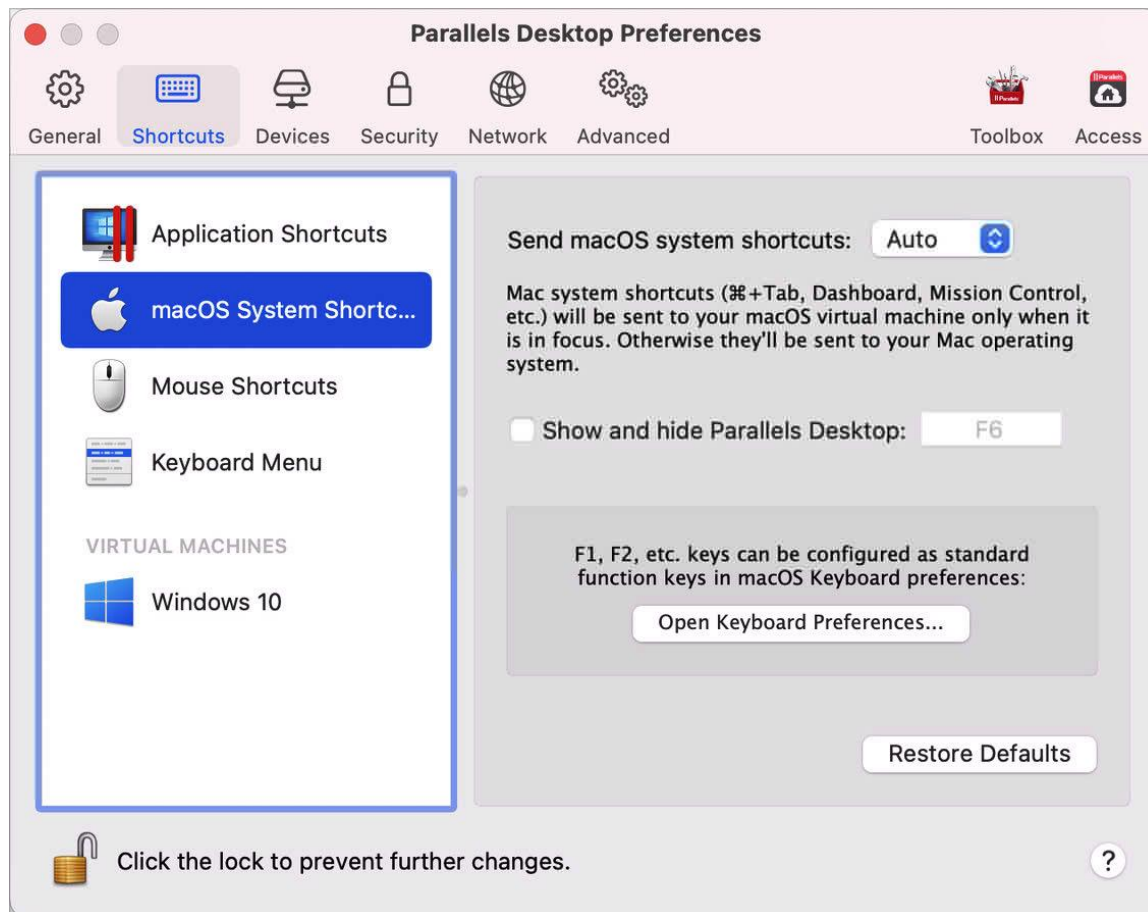 Parallels Desktop Preferences
General Shortcuts Devices Security Network Advanced Toolbox Access
Application Shortcuts
macOS System Shortc...
Mouse Shortcuts
Keyboard Menu
VIRTUAL MACHINES
Windows 10
Send macOS system shortcuts: Auto
Mac system shortcuts (⌘+Tab, Dashboard, Mission Control,
etc.) will be sent to your macOS virtual machine only when it
is in focus. Otherwise they'll be sent to your Mac operating
system.
Show and hide Parallels Desktop: F6
F1, F2, etc. keys can be configured as standard
function keys in macOS Keyboard preferences:
Open Keyboard Preferences...
Restore Defaults
Click the lock to prevent further changes.
?